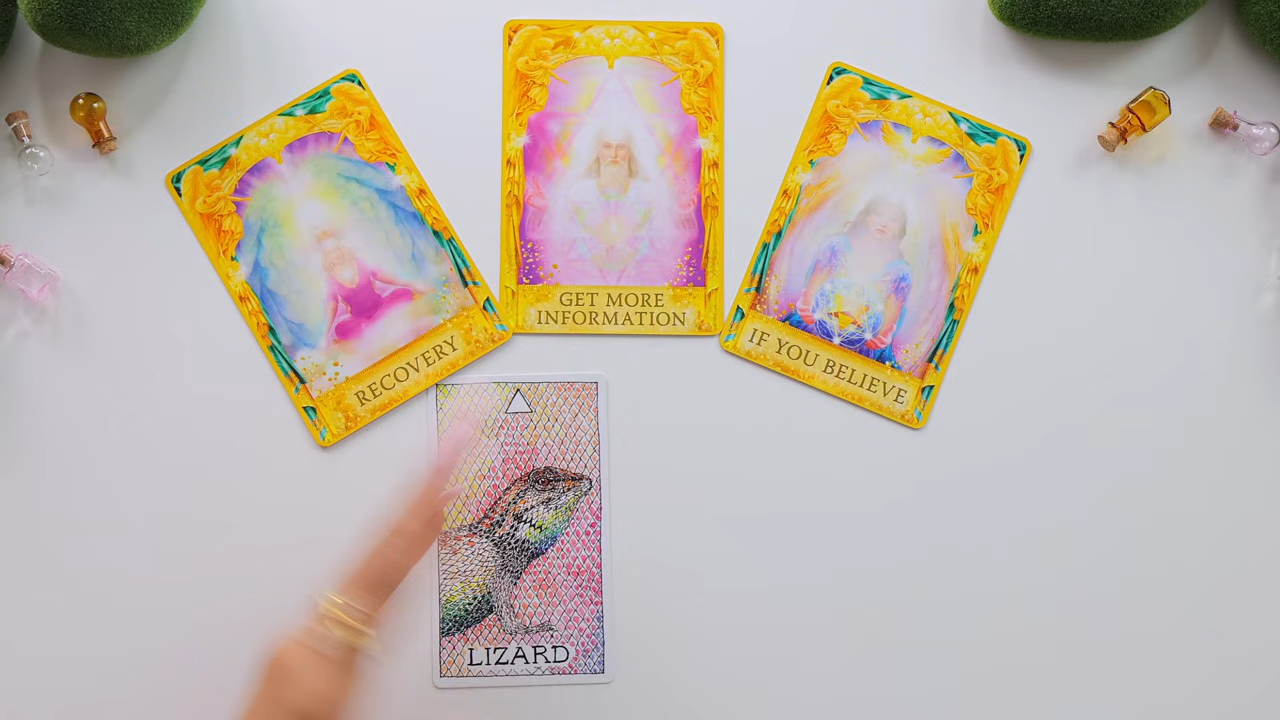 RECOVERY
GET MORE
INFORMATION
IF YOU BELIEVE
LIZARD